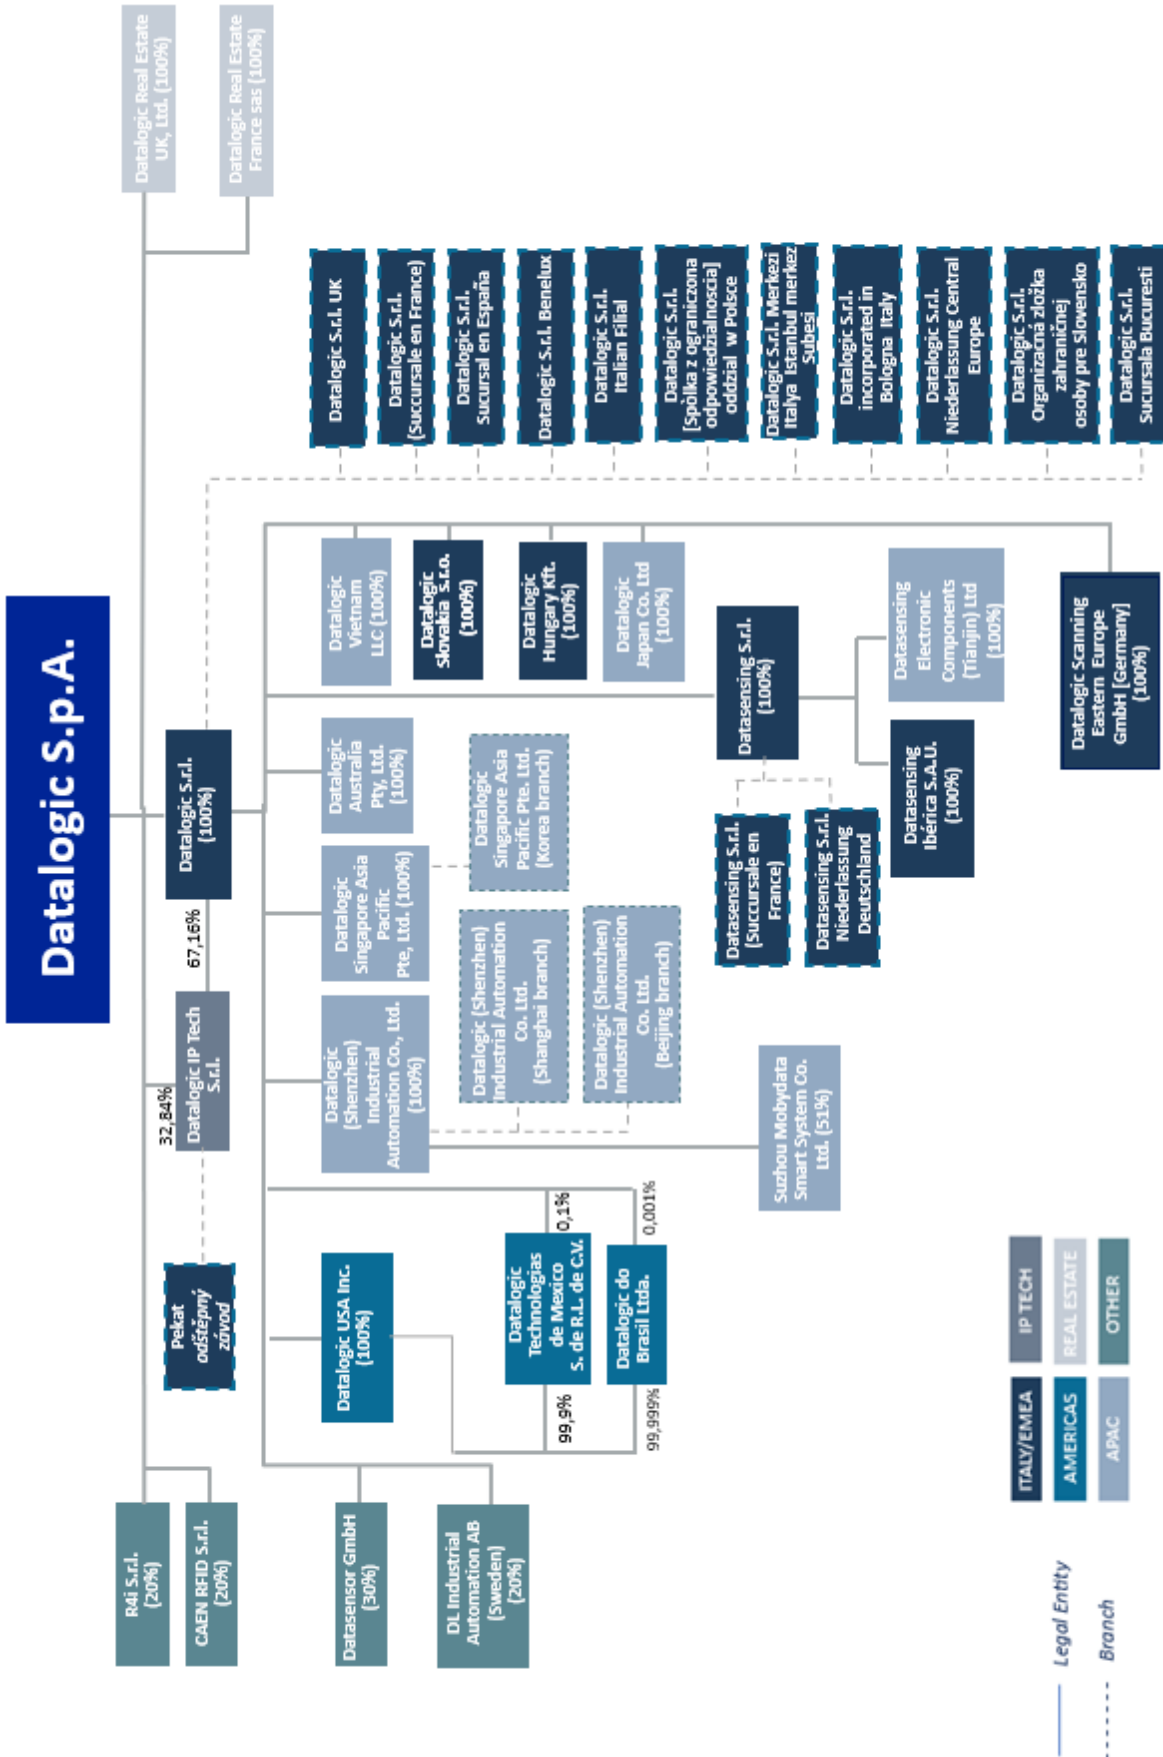 Datalogic S.p.A.
R4i S.r.l.
(20%)
CAEN RFID S.r.l.
(20%)
Datalogic Real Estate
UK, Ltd. (100%)
Datalogic Real Estate
France sas (100%)
Pekat
odštěpný
závod
32,84%
Datalogic IP Tech
S.r.l.
67,16%
Datalogic S.r.l.
(100%)
Datasensor GmbH
(30%)
DL Industrial
Automation AB
(Sweden)
(20%)
Datalogic USA Inc.
(100%)
99,9%
Datalogic
Technologias
de Mexico
S. de R.L. de C.V.
0,1%
99,999%
Datalogic do
Brasil Ltda.
0,001%
Datalogic
(Shenzhen)
Industrial
Automation Co., Ltd.
(100%)
Datalogic (Shenzhen)
Industrial Automation
Co. Ltd.
(Shanghai branch)
Datalogic (Shenzhen)
Industrial Automation
Co. Ltd.
(Beijing branch)
Suzhou Mobydata
Smart System Co.
Ltd. (51%)
Datalogic
Singapore Asia
Pacific
Pte, Ltd. (100%)
Datalogic
Singapore Asia
Pacific Pte. Ltd.
(Korea branch)
Datalogic
Australia
Pty, Ltd.
(100%)
Datalogic
Vietnam
LLC (100%)
Datalogic
Slovakia s.r.o.
(100%)
Datalogic
Hungary Kft.
(100%)
Datalogic
Japan Co. Ltd
(100%)
Datasensing S.r.l.
(100%)
Datasensing S.r.l.
(Succursale en
France)
Datasensing S.r.l.
Niederlassung
Deutschland
Datasensing
Ibérica S.A.U.
(100%)
Datasensing
Electronic
Components
(Tianjin) Ltd
(100%)
Datalogic Scanning
Eastern Europe
GmbH [Germany]
(100%)
Datalogic S.r.l. UK
Datalogic S.r.l.
(Succursale en France)
Datalogic S.r.l.
Sucursal en España
Datalogic S.r.l. Benelux
Datalogic S.r.l.
Italian Filial
Datalogic S.r.l.
[Spòlka z ograniczona
odpowiedzialnoscia]
oddzial w Polsce
Datalogic S.r.l. Merkezi
Italya Istanbul merkez
Subesi
Datalogic S.r.l.
incorporated in
Bologna Italy
Datalogic S.r.l.
Niederlassung Central
Europe
Datalogic S.r.l.
Organizačná zložka
zahraničnej
osoby pre Slovensko
Datalogic S.r.l.
Sucursala Bucuresti
Legal Entity
Branch
ITALY/EMEA
IP TECH
AMERICAS
REAL ESTATE
APAC
OTHER